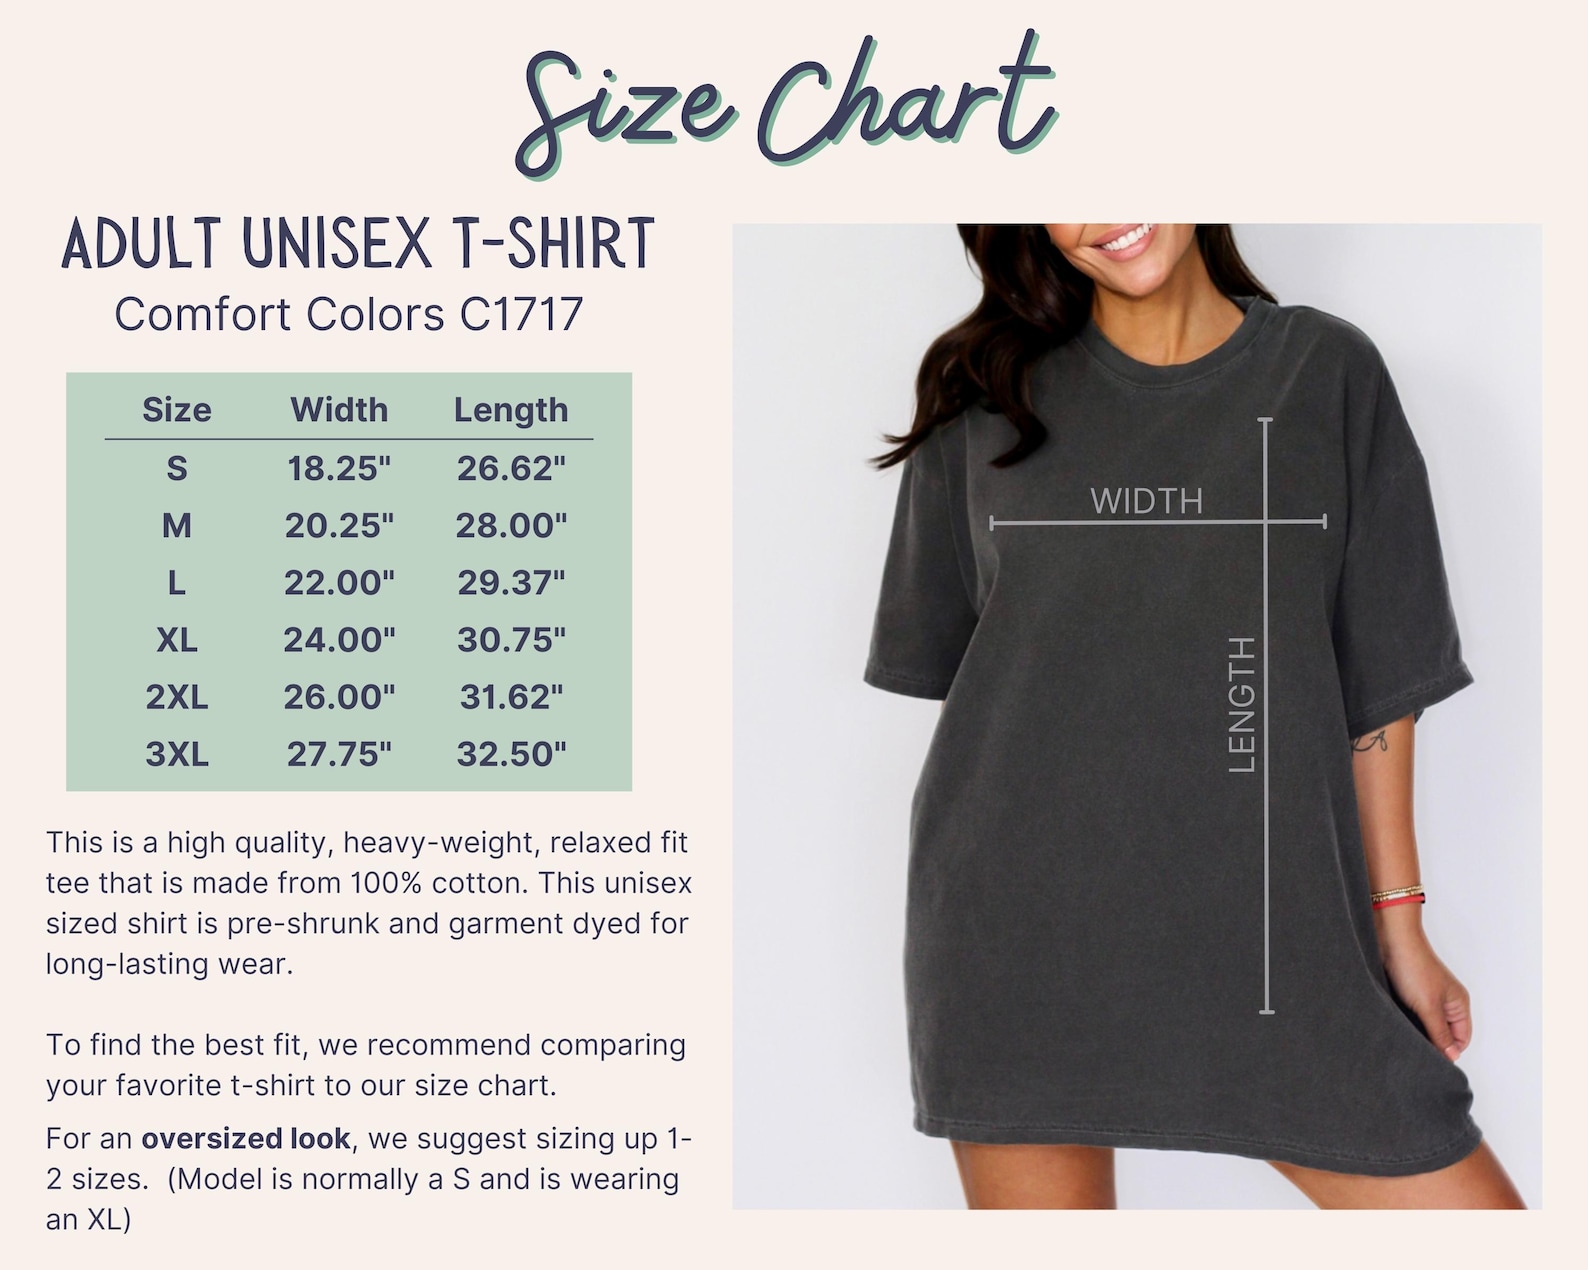 Size Chart
ADULT UNISEX T-SHIRT
Comfort Colors C1717
Size Width Length
S 18.25" 26.62"
M 20.25" 28.00"
L 22.00" 29.37"
XL 24.00" 30.75"
2XL 26.00" 31.62"
3XL 27.75" 32.50"
This is a high quality, heavy-weight, relaxed fit
tee that is made from 100% cotton. This unisex
sized shirt is pre-shrunk and garment dyed for
long-lasting wear.
To find the best fit, we recommend comparing
your favorite t-shirt to our size chart.
For an oversized look, we suggest sizing up 1-
2 sizes.  (Model is normally a S and is wearing
an XL)
WIDTH
LENGTH